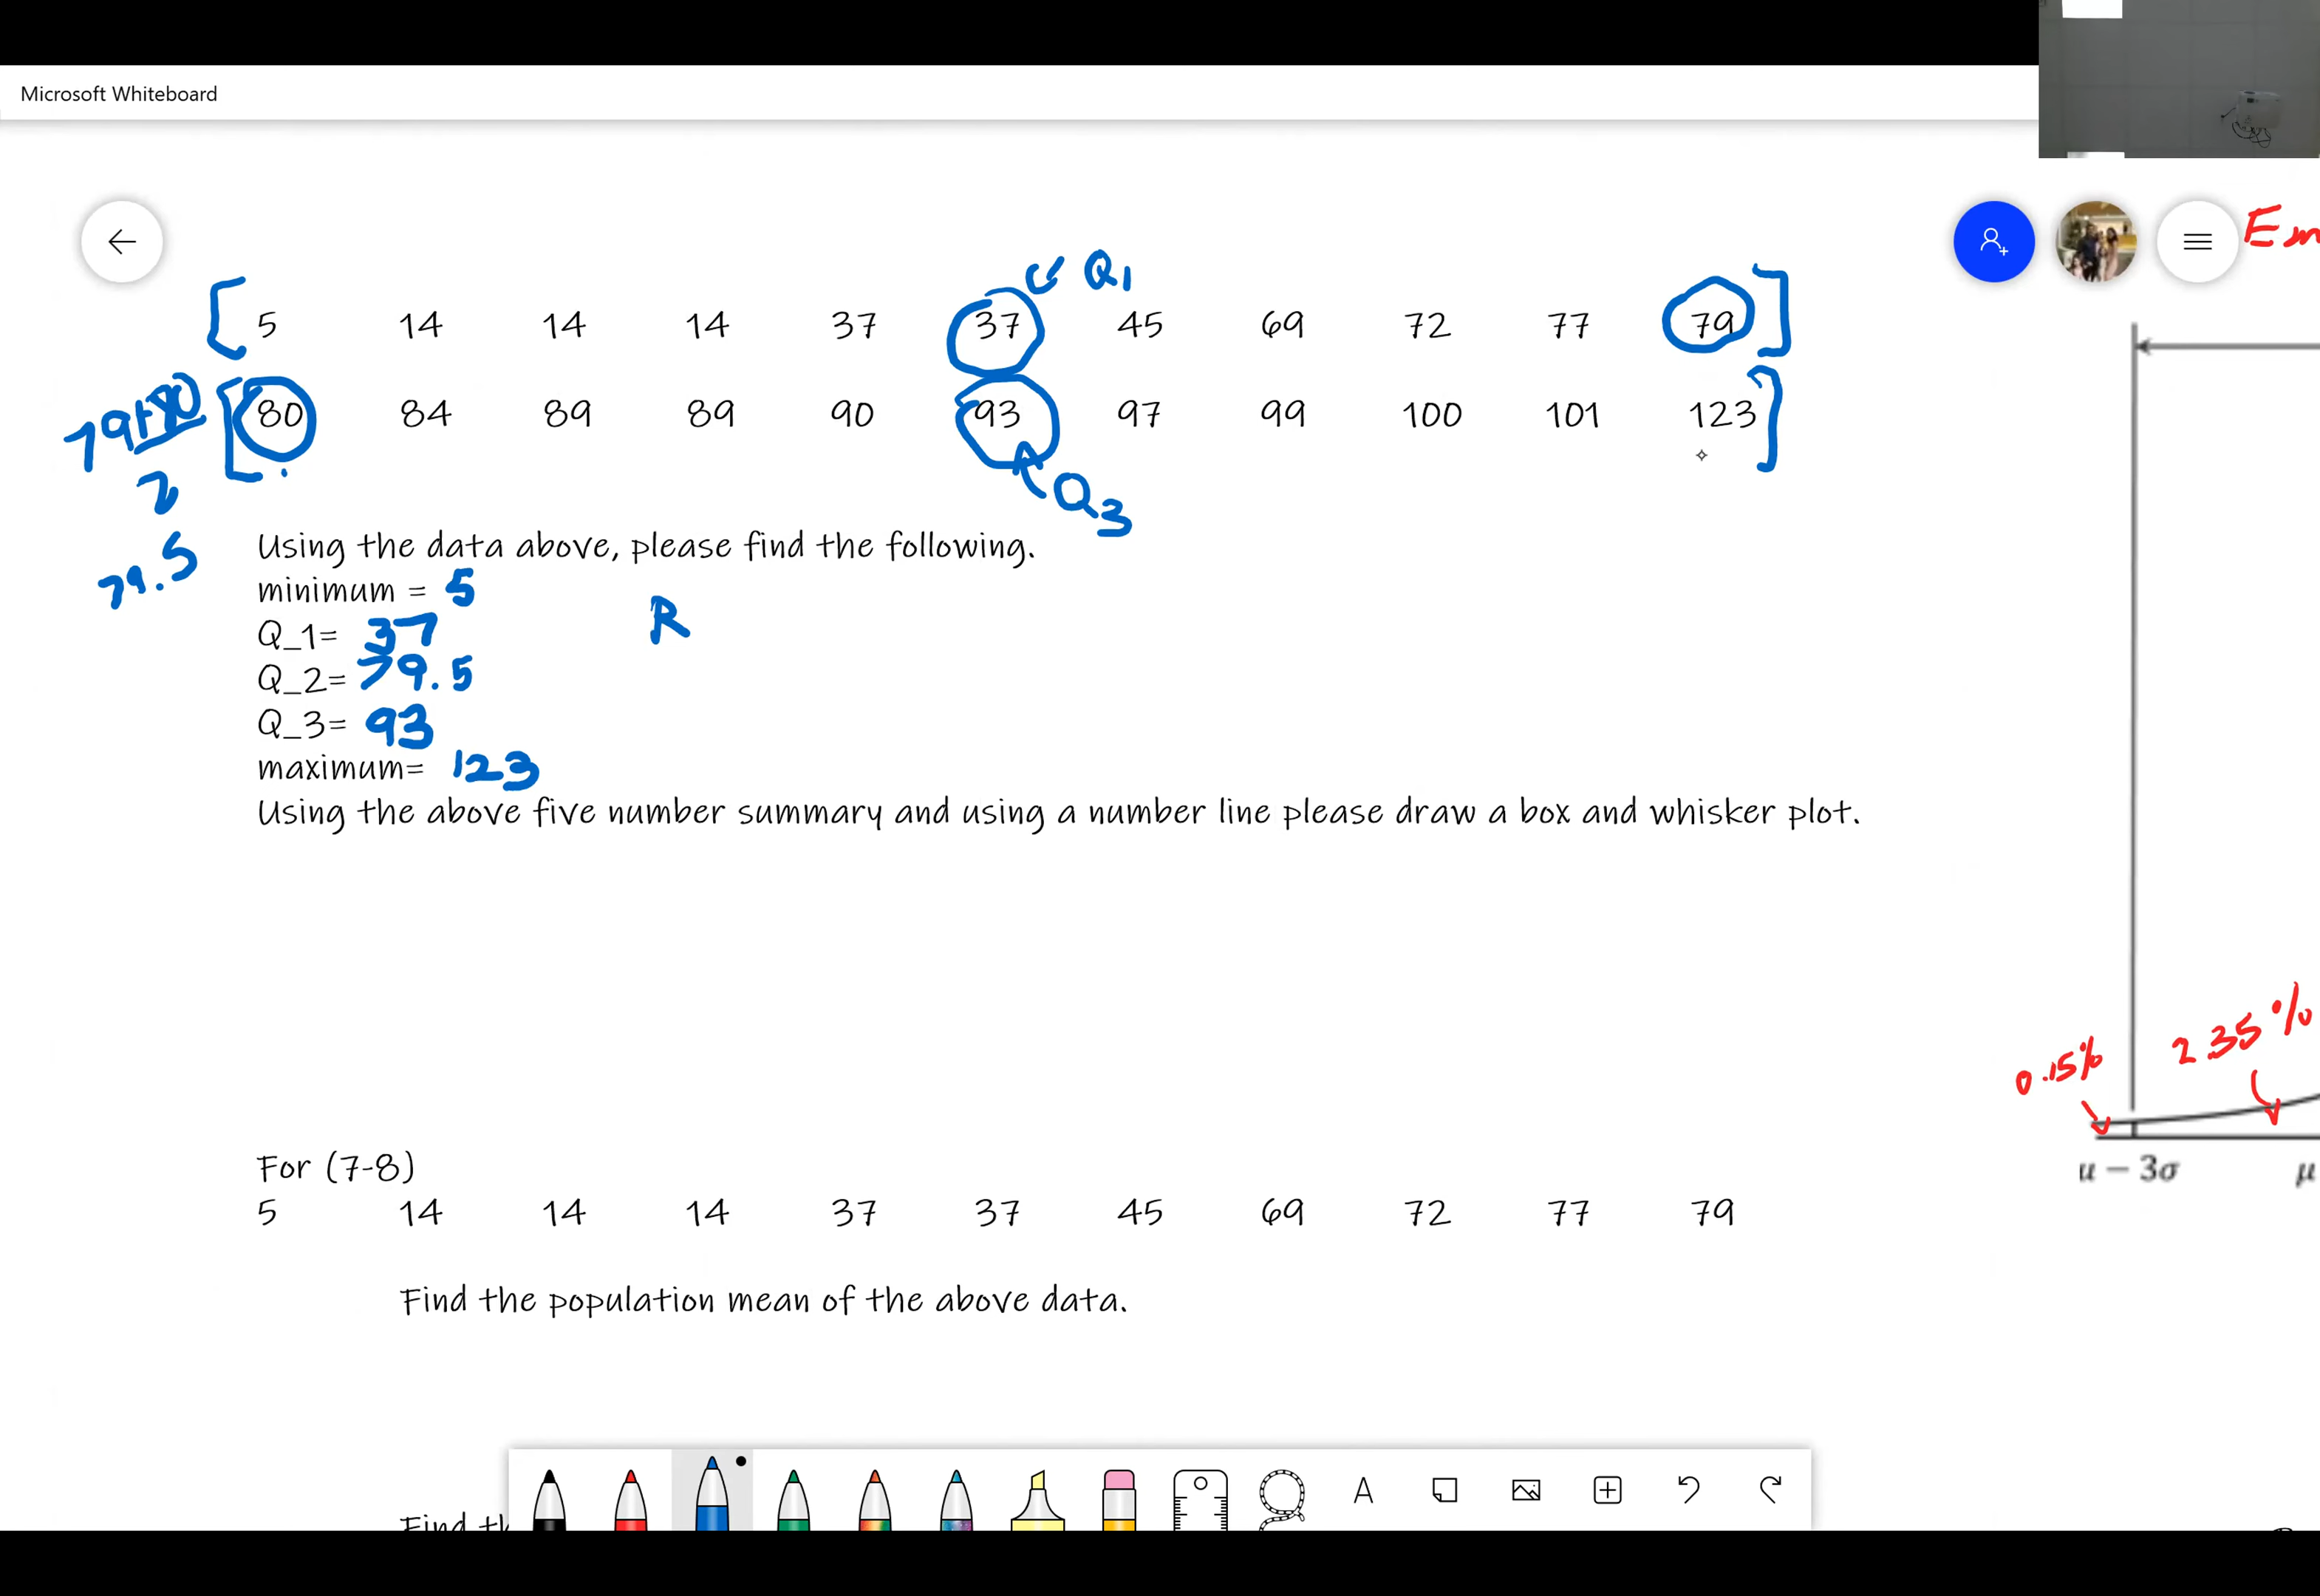 Microsoft Whiteboard
Em
Q1
5 14 14 14 37 37 45 69 72 77 79
80 84 89 89 90 93 97 99 100 101 123
79+80
2
79.5
Q3
Using the data above, please find the following.
minimum = 5
R
Q_1= 37
Q_2= 79.5
Q_3= 93
maximum= 123
Using the above five number summary and using a number line please draw a box and whisker plot.
0.15%
2 35%
μ − 3σ
μ
For (7-8)
5 14 14 14 37 37 45 69 72 77 79
Find the population mean of the above data.
A
Find th